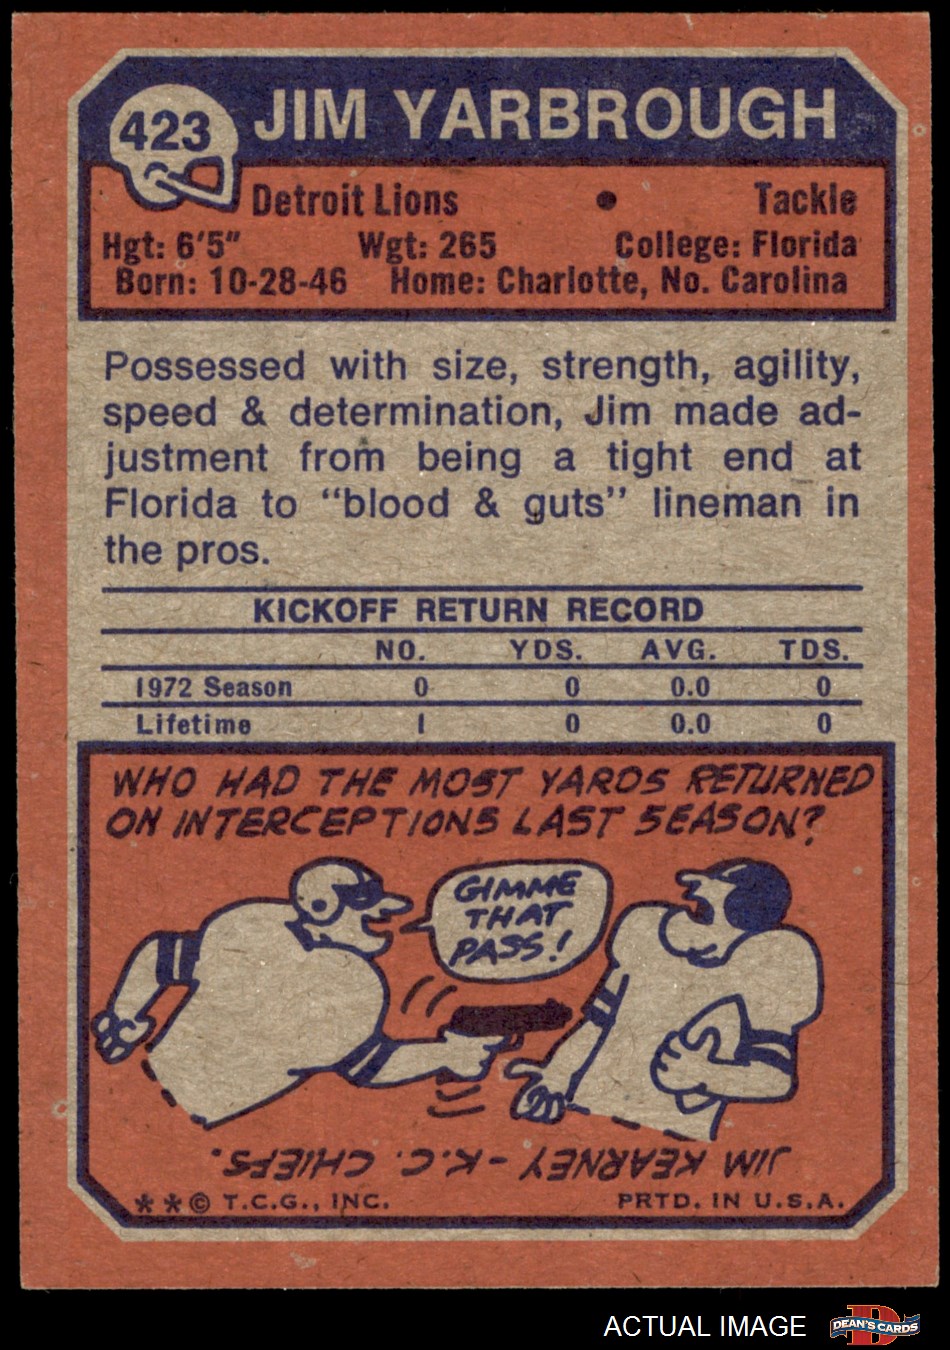 423
JIM YARBROUGH
Detroit Lions • Tackle
Hgt: 6'5" Wgt: 265 College: Florida
Born: 10-28-46 Home: Charlotte, No. Carolina
Possessed with size, strength, agility,
speed & determination, Jim made ad-
justment from being a tight end at
Florida to "blood & guts" lineman in
the pros.
KICKOFF RETURN RECORD
NO. YDS. AVG. TDS.
1972 Season 0 0 0.0 0
Lifetime 1 0 0.0 0
WHO HAD THE MOST YARDS RETURNED
ON INTERCEPTIONS LAST SEASON?
GIMME
THAT
PASS!
JIM KEARNEY - K.C. CHIEFS.
**© T.C.G., INC. PRTD. IN U.S.A.
ACTUAL IMAGE
D
DEAN'S CARDS